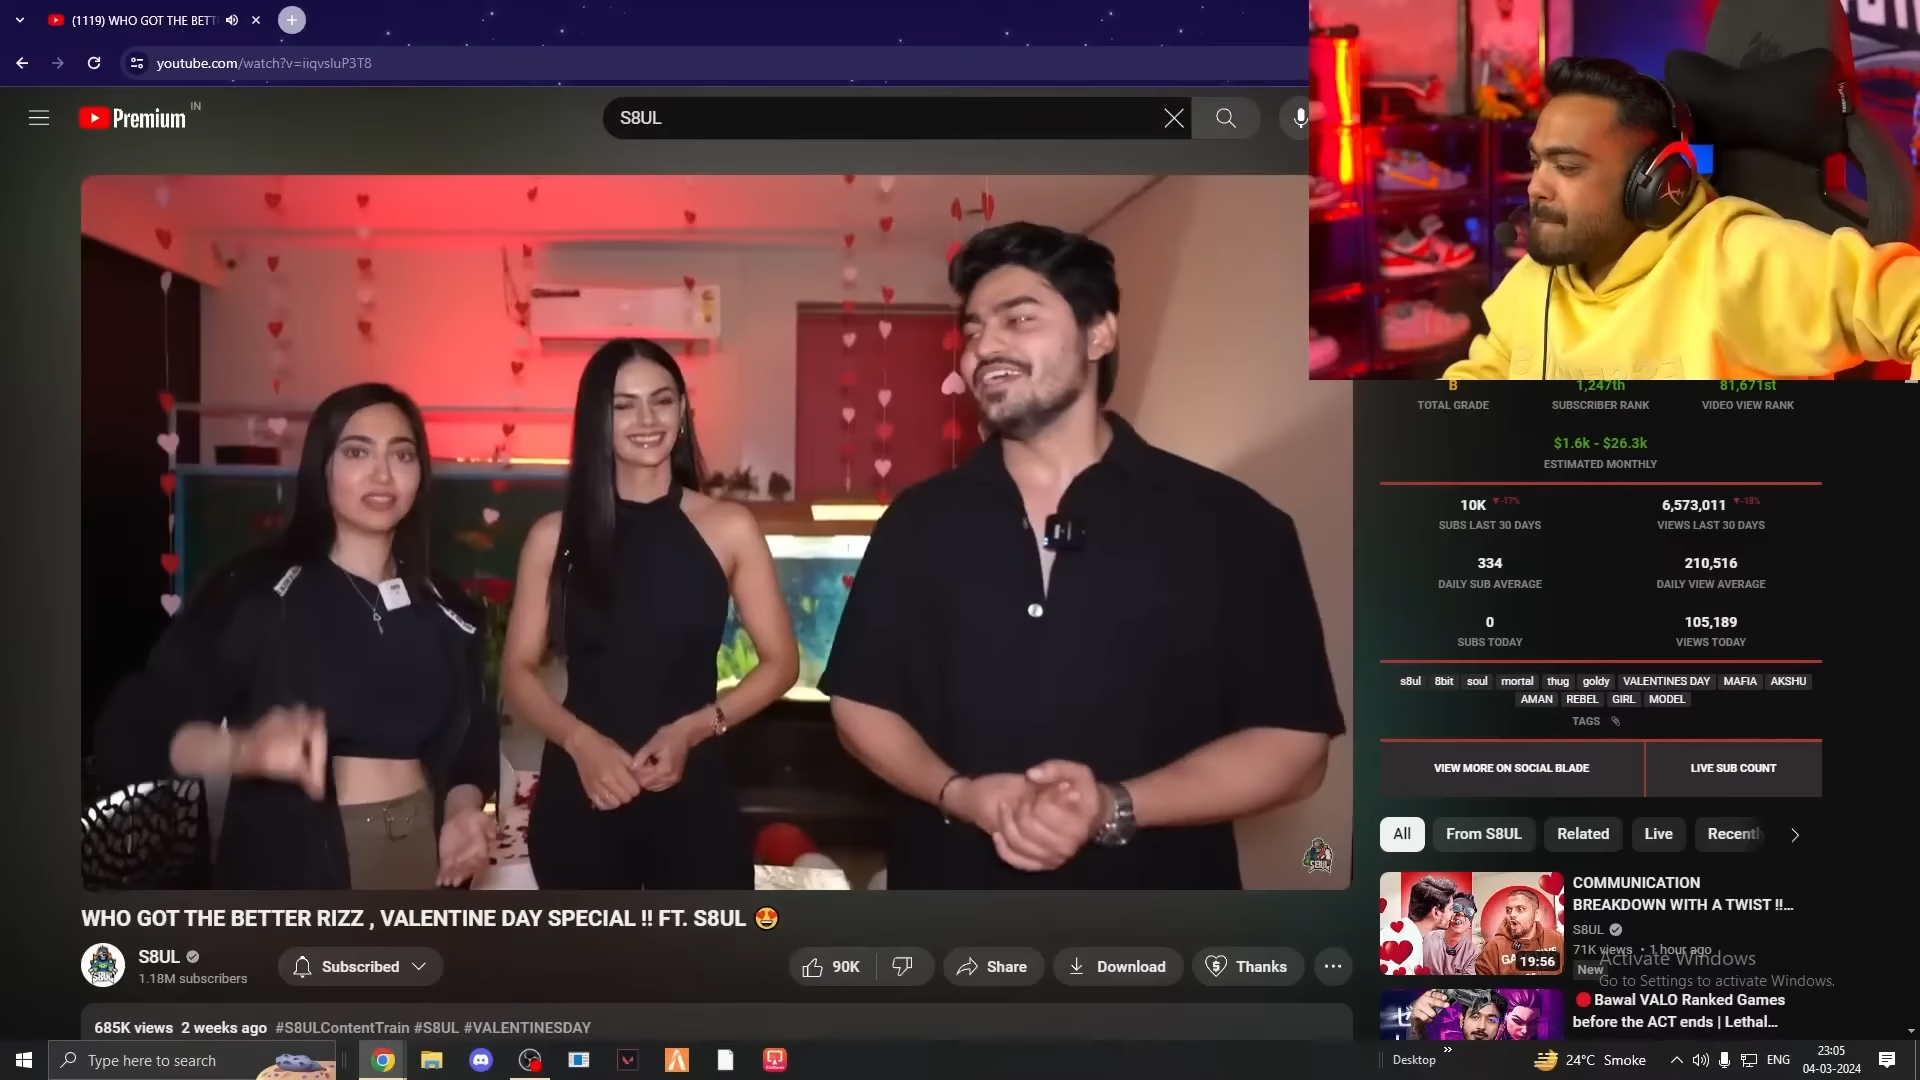 (1119) WHO GOT THE BETT
youtube.com/watch?v=iiqvsluP3T8
Premium IN
S8UL
B 1,247th 81,671st
TOTAL GRADE SUBSCRIBER RANK VIDEO VIEW RANK
$1.6k - $26.3k
ESTIMATED MONTHLY
10K -17% 6,573,011 -18%
SUBS LAST 30 DAYS VIEWS LAST 30 DAYS
334 210,516
DAILY SUB AVERAGE DAILY VIEW AVERAGE
0 105,189
SUBS TODAY VIEWS TODAY
s8ul 8bit soul mortal thug goldy VALENTINES DAY MAFIA AKSHU
AMAN REBEL GIRL MODEL
TAGS
VIEW MORE ON SOCIAL BLADE LIVE SUB COUNT
All From S8UL Related Live Recentl
WHO GOT THE BETTER RIZZ , VALENTINE DAY SPECIAL !! FT. S8UL 😍
S8UL
1.18M subscribers
Subscribed
90K Share Download Thanks
685K views 2 weeks ago #S8ULContentTrain #S8UL #VALENTINESDAY
COMMUNICATION
BREAKDOWN WITH A TWIST !!...
S8UL
71K views • 1 hour ago
New
19:56
Activate Windows
Go to Settings to activate Windows.
🔴Bawal VALO Ranked Games
before the ACT ends | Lethal...
Type here to search
Desktop
24°C Smoke
ENG
23:05
04-03-2024